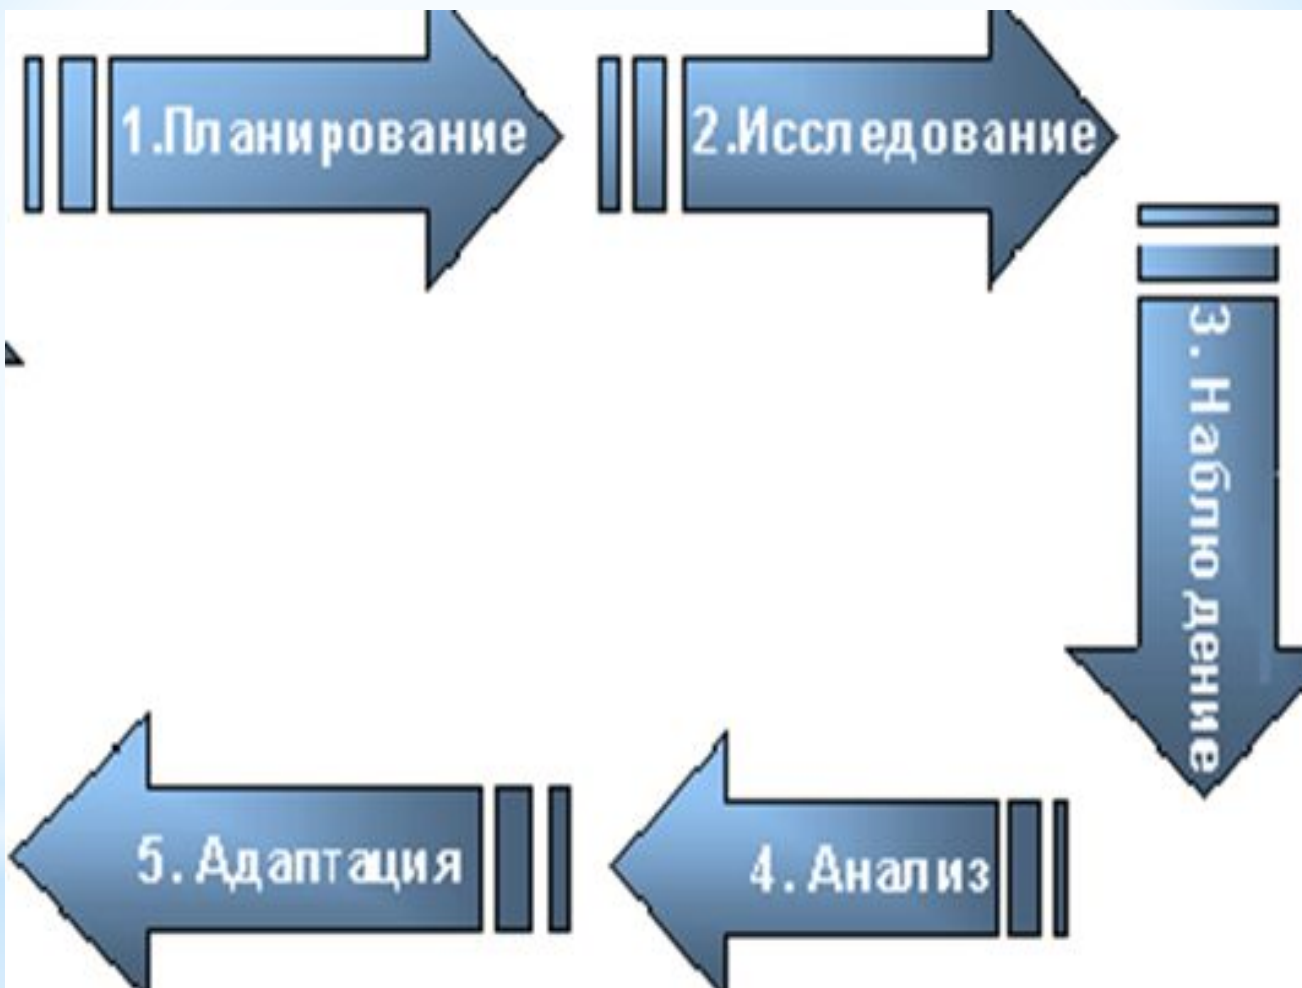 1.Планирование
2.Исследование
3. Наблюдение
4. Анализ
5. Адаптация